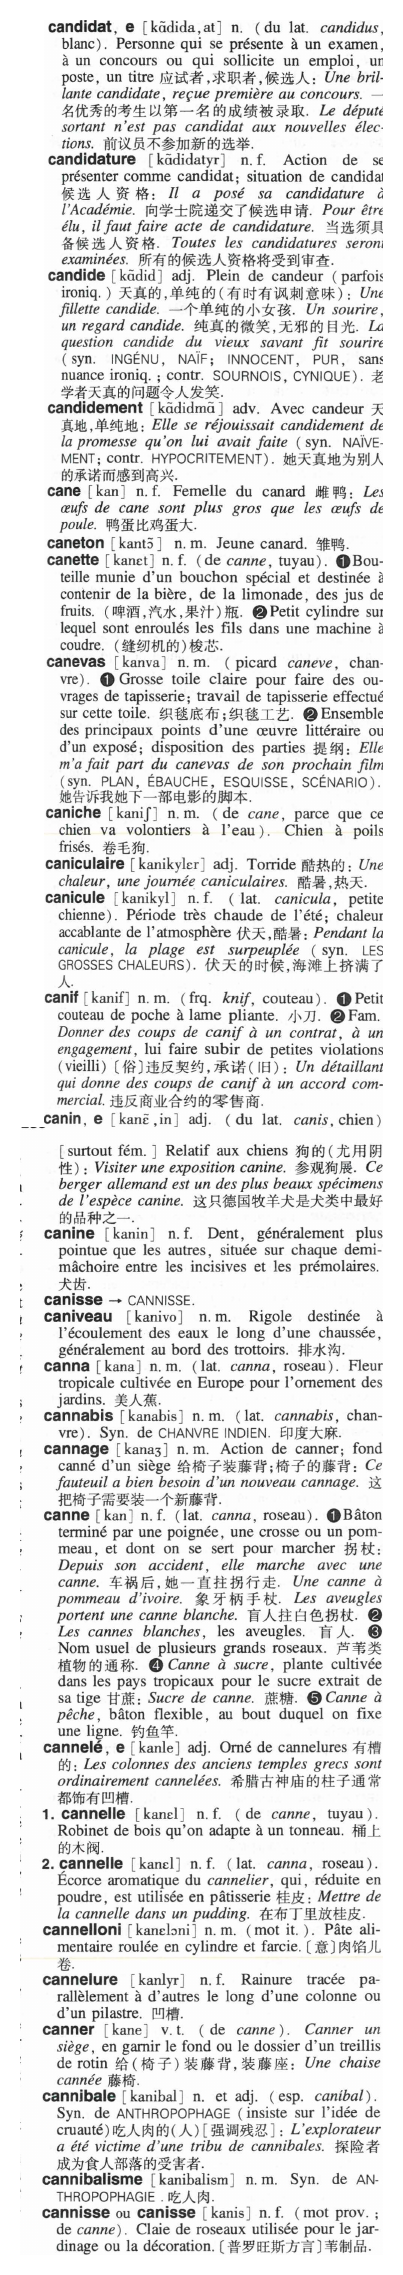 candidat, e [kɑ̃dida,at] n. (du lat. candidus,
blanc). Personne qui se présente à un examen,
à un concours ou qui sollicite un emploi, un
poste, un titre 应试者,求职者,候选人: Une bril-
lante candidate, reçue première au concours. 一
名优秀的考生以第一名的成绩被录取. Le député
sortant n'est pas candidat aux nouvelles élec-
tions. 前议员不参加新的选举.
candidature [kɑ̃didatyr] n. f. Action de se
présenter comme candidat; situation de candidat
候选人资格: Il a posé sa candidature à
l'Académie. 向学士院递交了候选申请. Pour être
élu, il faut faire acte de candidature. 当选须具
备候选人资格. Toutes les candidatures seront
examinées. 所有的候选人资格将受到审查.
candide [kɑ̃did] adj. Plein de candeur (parfois
ironiq.) 天真的,单纯的(有时有讽刺意味): Une
fillette candide. 一个单纯的小女孩. Un sourire,
un regard candide. 纯真的微笑,无邪的目光. La
question candide du vieux savant fit sourire
(syn. INGÉNU, NAÏF; INNOCENT, PUR, sans
nuance ironiq.; contr. SOURNOIS, CYNIQUE). 老
学者天真的问题令人发笑.
candidement [kɑ̃didmɑ̃] adv. Avec candeur 天
真地,单纯地: Elle se réjouissait candidement de
la promesse qu'on lui avait faite (syn. NAÏVE-
MENT; contr. HYPOCRITEMENT). 她天真地为别人
的承诺而感到高兴.
cane [kan] n. f. Femelle du canard 雌鸭: Les
œufs de cane sont plus gros que les œufs de
poule. 鸭蛋比鸡蛋大.
caneton [kantɔ̃] n. m. Jeune canard. 雏鸭.
canette [kanɛt] n. f. (de canne, tuyau). ❶Bou-
teille munie d'un bouchon spécial et destinée à
contenir de la bière, de la limonade, des jus de
fruits. (啤酒,汽水,果汁)瓶. ❷Petit cylindre sur
lequel sont enroulés les fils dans une machine à
coudre. (缝纫机的)梭芯.
canevas [kanva] n. m. (picard caneve, chan-
vre). ❶ Grosse toile claire pour faire des ou-
vrages de tapisserie; travail de tapisserie effectué
sur cette toile. 织毯底布;织毯工艺. ❷Ensemble
des principaux points d'une œuvre littéraire ou
d'un exposé; disposition des parties 提纲: Elle
m'a fait part du canevas de son prochain film
(syn. PLAN, ÉBAUCHE, ESQUISSE, SCÉNARIO).
她告诉我她下一部电影的脚本.
caniche [kaniʃ] n. m. (de cane, parce que ce
chien va volontiers à l'eau). Chien à poils
frisés. 卷毛狗.
caniculaire [kanikylɛr] adj. Torride 酷热的: Une
chaleur, une journée caniculaires. 酷暑,热天.
canicule [kanikyl] n. f. (lat. canicula, petite
chienne). Période très chaude de l'été; chaleur
accablante de l'atmosphère 伏天,酷暑: Pendant la
canicule, la plage est surpeuplée (syn. LES
GROSSES CHALEURS). 伏天的时候,海滩上挤满了
人.
canif [kanif] n. m. (frq. knif, couteau). ❶Petit
couteau de poche à lame pliante. 小刀. ❷Fam.
Donner des coups de canif à un contrat, à un
engagement, lui faire subir de petites violations
(vieilli) 〔俗〕违反契约,承诺(旧): Un détaillant
qui donne des coups de canif à un accord com-
mercial. 违反商业合约的零售商.
canin, e [kanɛ̃,in] adj. (du lat. canis, chien)
[surtout fém.] Relatif aux chiens 狗的(尤用阴
性): Visiter une exposition canine. 参观狗展. Ce
berger allemand est un des plus beaux spécimens
de l'espèce canine. 这只德国牧羊犬是犬类中最好
的品种之一.
canine [kanin] n. f. Dent, généralement plus
pointue que les autres, située sur chaque demi-
mâchoire entre les incisives et les prémolaires.
犬齿.
canisse → CANNISSE.
caniveau [kanivo] n. m. Rigole destinée à
l'écoulement des eaux le long d'une chaussée,
généralement au bord des trottoirs. 排水沟.
canna [kana] n. m. (lat. canna, roseau). Fleur
tropicale cultivée en Europe pour l'ornement des
jardins. 美人蕉.
cannabis [kanabis] n. m. (lat. cannabis, chan-
vre). Syn. de CHANVRE INDIEN. 印度大麻.
cannage [kanaʒ] n. m. Action de canner; fond
canné d'un siège 给椅子装藤背;椅子的藤背: Ce
fauteuil a bien besoin d'un nouveau cannage. 这
把椅子需要装一个新藤背.
canne [kan] n. f. (lat. canna, roseau). ❶Bâton
terminé par une poignée, une crosse ou un pom-
meau, et dont on se sert pour marcher 拐杖:
Depuis son accident, elle marche avec une
canne. 车祸后,她一直拄拐行走. Une canne à
pommeau d'ivoire. 象牙柄手杖. Les aveugles
portent une canne blanche. 盲人拄白色拐杖. ❷
Les cannes blanches, les aveugles. 盲人. ❸
Nom usuel de plusieurs grands roseaux. 芦苇类
植物的通称. ❹ Canne à sucre, plante cultivée
dans les pays tropicaux pour le sucre extrait de
sa tige 甘蔗: Sucre de canne. 蔗糖. ❺ Canne à
pêche, bâton flexible, au bout duquel on fixe
une ligne. 钓鱼竿.
cannelé, e [kanle] adj. Orné de cannelures 有槽
的: Les colonnes des anciens temples grecs sont
ordinairement cannelées. 希腊古神庙的柱子通常
都饰有凹槽.
1. cannelle [kanɛl] n. f. (de canne, tuyau).
Robinet de bois qu'on adapte à un tonneau. 桶上
的木阀.
2. cannelle [kanɛl] n. f. (lat. canna, roseau).
Écorce aromatique du cannelier, qui, réduite en
poudre, est utilisée en pâtisserie 桂皮: Mettre de
la cannelle dans un pudding. 在布丁里放桂皮.
cannelloni [kanɛlɔni] n. m. (mot it.). Pâte ali-
mentaire roulée en cylindre et farcie. 〔意〕肉馅儿
卷.
cannelure [kanlyr] n. f. Rainure tracée pa-
rallèlement à d'autres le long d'une colonne ou
d'un pilastre. 凹槽.
canner [kane] v. t. (de canne). Canner un
siège, en garnir le fond ou le dossier d'un treillis
de rotin 给(椅子)装藤背,装藤座: Une chaise
cannée 藤椅.
cannibale [kanibal] n. et adj. (esp. canibal).
Syn. de ANTHROPOPHAGE (insiste sur l'idée de
cruauté)吃人肉的(人)[强调残忍]: L'explorateur
a été victime d'une tribu de cannibales. 探险者
成为食人部落的受害者.
cannibalisme [kanibalism] n. m. Syn. de AN-
THROPOPHAGIE. 吃人肉.
cannisse ou canisse [kanis] n. f. (mot prov.;
de canne). Claie de roseaux utilisée pour le jar-
dinage ou la décoration. 〔普罗旺斯方言〕苇制品.